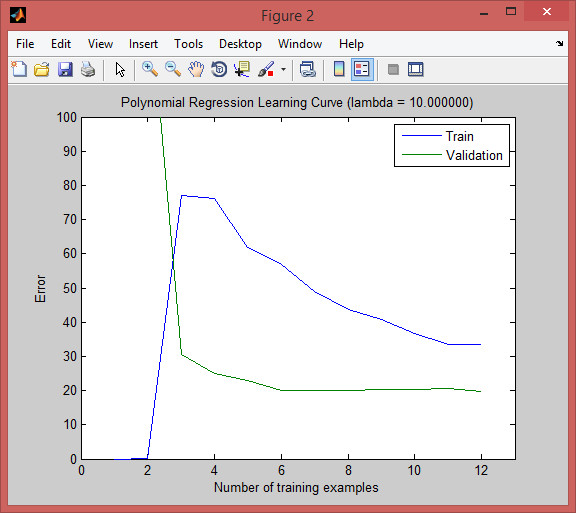 Figure 2
File Edit View Insert Tools Desktop Window Help
Polynomial Regression Learning Curve (lambda = 10.000000)
Train
Validation
100
90
80
70
60
50
40
30
20
10
0
Error
0 2 4 6 8 10 12
Number of training examples